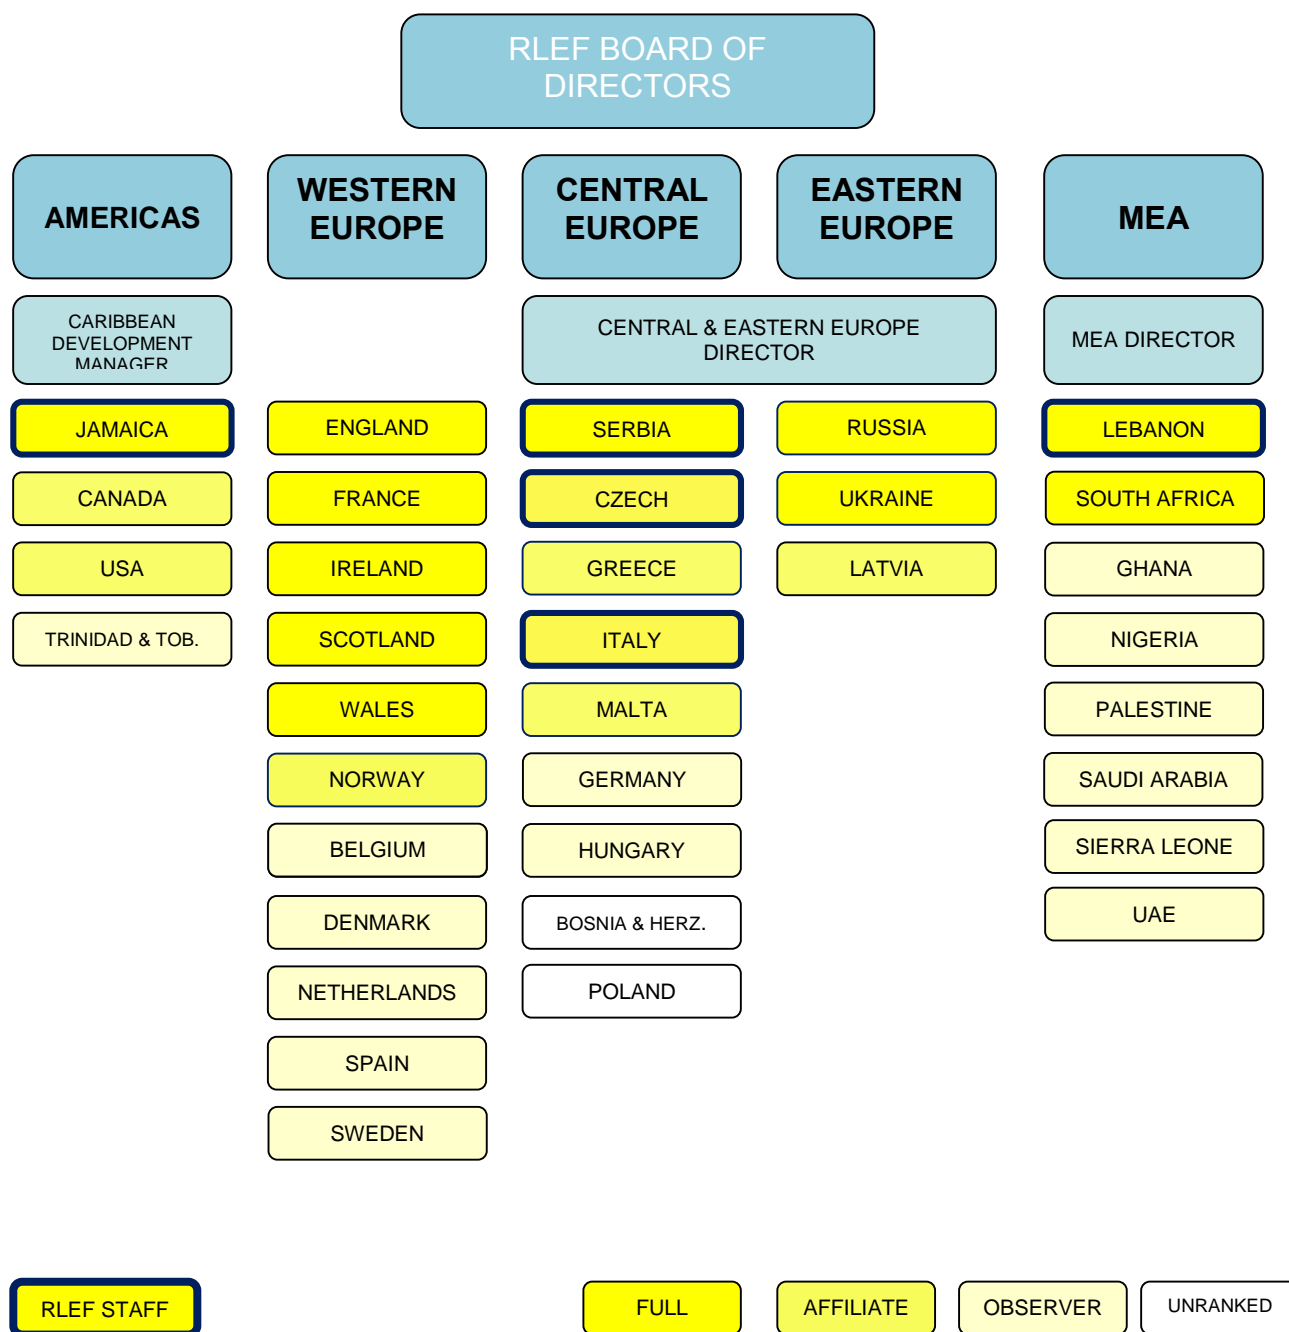 RLEF BOARD OF
DIRECTORS
AMERICAS
WESTERN
EUROPE
CENTRAL
EUROPE
EASTERN
EUROPE
MEA
CARIBBEAN
DEVELOPMENT
MANAGER
CENTRAL & EASTERN EUROPE
DIRECTOR
MEA DIRECTOR
JAMAICA
ENGLAND
SERBIA
RUSSIA
LEBANON
CANADA
FRANCE
CZECH
UKRAINE
SOUTH AFRICA
USA
IRELAND
GREECE
LATVIA
GHANA
TRINIDAD & TOB.
SCOTLAND
ITALY
NIGERIA
WALES
MALTA
PALESTINE
NORWAY
GERMANY
SAUDI ARABIA
BELGIUM
HUNGARY
SIERRA LEONE
DENMARK
BOSNIA & HERZ.
UAE
NETHERLANDS
POLAND
SPAIN
SWEDEN
RLEF STAFF
FULL
AFFILIATE
OBSERVER
UNRANKED